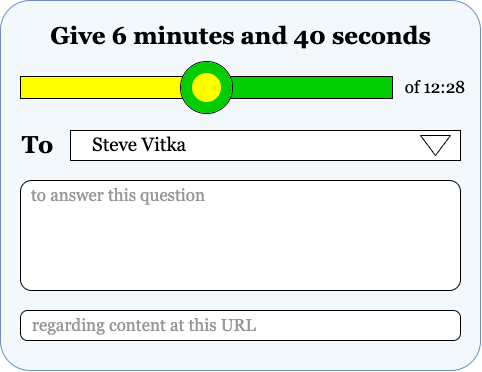 Give 6 minutes and 40 seconds
of 12:28
To Steve Vitka
to answer this question
regarding content at this URL